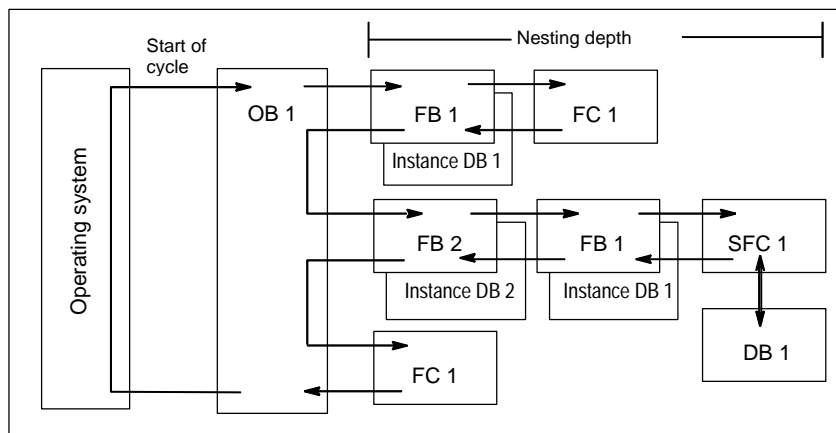 Start of
cycle
Nesting depth
Operating system
OB 1
FB 1
FC 1
Instance DB 1
FB 2
FB 1
SFC 1
Instance DB 2
Instance DB 1
FC 1
DB 1